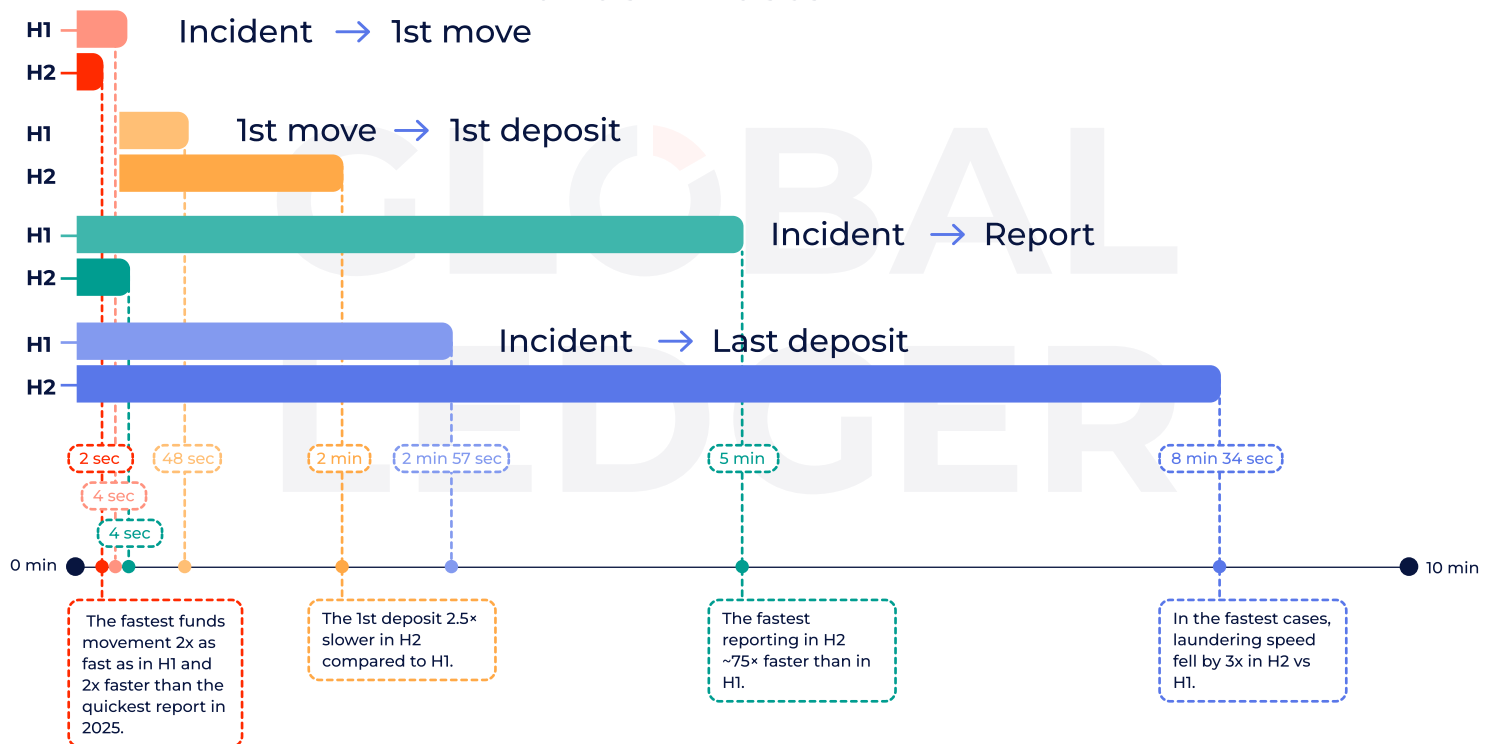 H1 Incident → 1st move
H2
H1 1st move → 1st deposit
H2
H1 Incident → Report
H2
H1 Incident → Last deposit
H2
GLOBAL
LEDGER
2 sec 48 sec 2 min 2 min 57 sec 5 min 8 min 34 sec
4 sec
4 sec
0 min 10 min
The fastest funds
movement 2x as
fast as in H1 and
2x faster than the
quickest report in
2025.
The 1st deposit 2.5×
slower in H2
compared to H1.
The fastest
reporting in H2
~75× faster than in
H1.
In the fastest cases,
laundering speed
fell by 3x in H2 vs
H1.